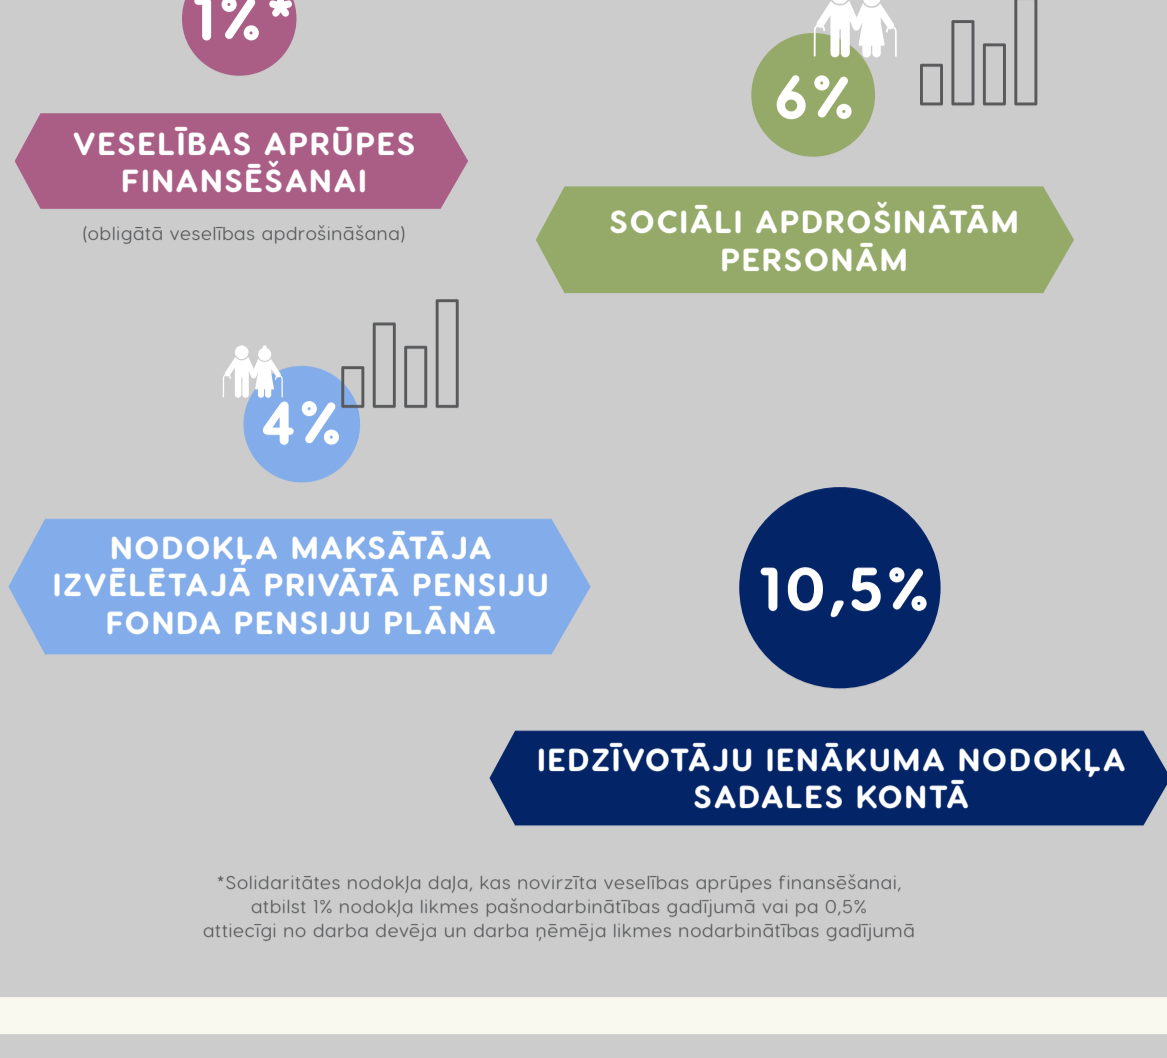 1%*
VESELĪBAS APRŪPES
FINANSĒŠANAI
(obligātā veselības apdrošināšana)
6%
SOCIĀLI APDROŠINĀTĀM
PERSONĀM
4%
NODOKĻA MAKSĀTĀJA
IZVĒLĒTAJĀ PRIVĀTĀ PENSIJU
FONDA PENSIJU PLĀNĀ
10,5%
IEDZĪVOTĀJU IENĀKUMA NODOKĻA
SADALES KONTĀ
*Solidaritātes nodokļa daļa, kas novirzīta veselības aprūpes finansēšanai,
atbilst 1% nodokļa likmes pašnodarbinātības gadījumā vai pa 0,5%
attiecīgi no darba devēja un darba ņēmēja likmes nodarbinātības gadījumā